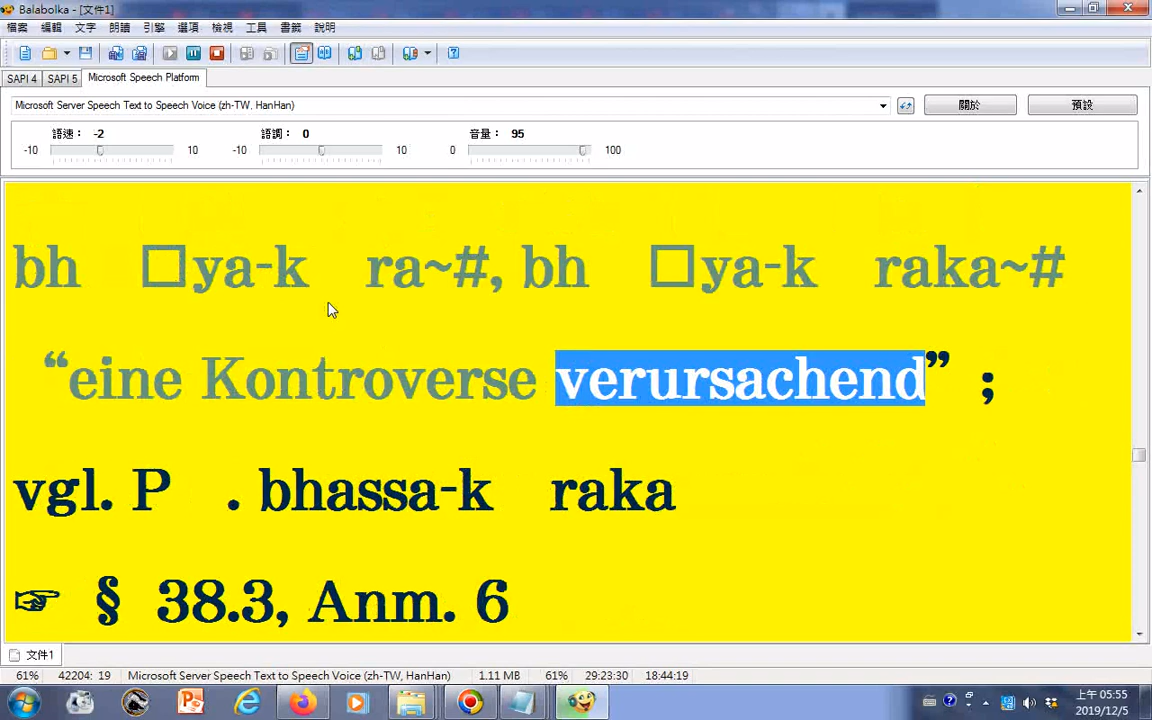 Balabolka - [文件1]
檔案 編輯 文字 朗讀 引擎 選項 檢視 工具 書籤 說明
SAPI 4 SAPI 5 Microsoft Speech Platform
Microsoft Server Speech Text to Speech Voice (zh-TW, HanHan) 關於 預設
語速： -2 語調： 0 音量： 95
-10 10 -10 10 0 100
bh □ya-k ra~#, bh □ya-k raka~#
“eine Kontroverse verursachend” ;
vgl. P . bhassa-k raka
☞ § 38.3, Anm. 6
文件1
61% 42204: 19 Microsoft Server Speech Text to Speech Voice (zh-TW, HanHan) 1.11 MB 61% 29:23:30 18:44:19
上午 05:55
2019/12/5